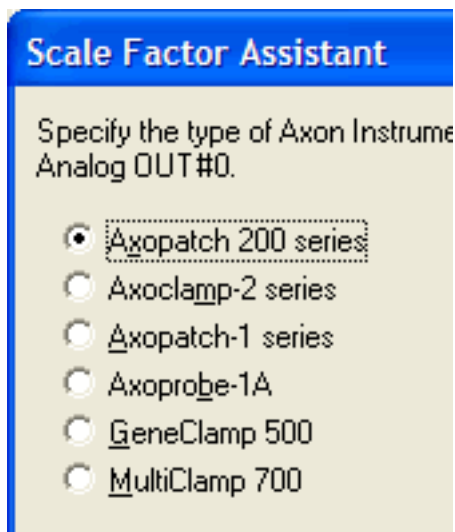 Scale Factor Assistant
Specify the type of Axon Instrume
Analog OUT #0.
Axopatch 200 series
Axoclamp-2 series
Axopatch-1 series
Axoprobe-1A
GeneClamp 500
MultiClamp 700